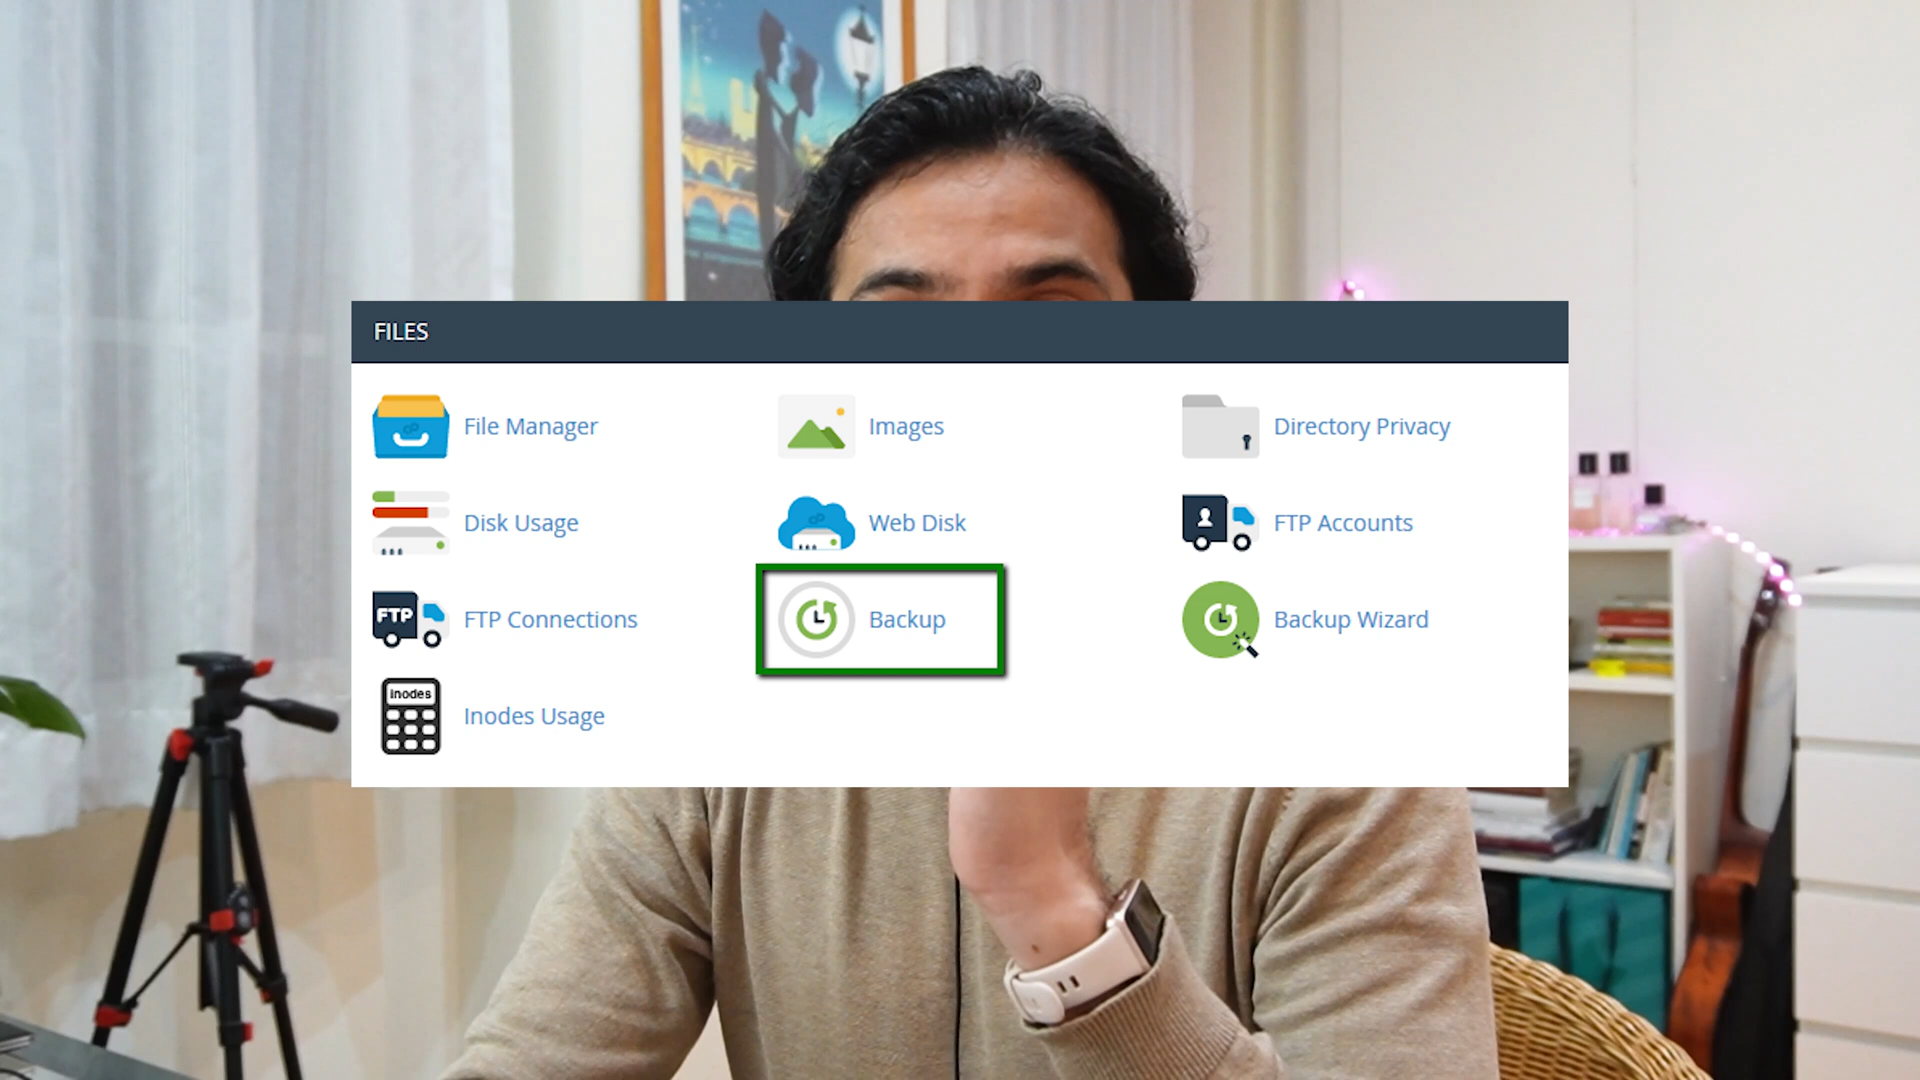 FILES
File Manager
Images
Directory Privacy
Disk Usage
Web Disk
FTP Accounts
FTP
FTP Connections
Backup
Backup Wizard
inodes
Inodes Usage